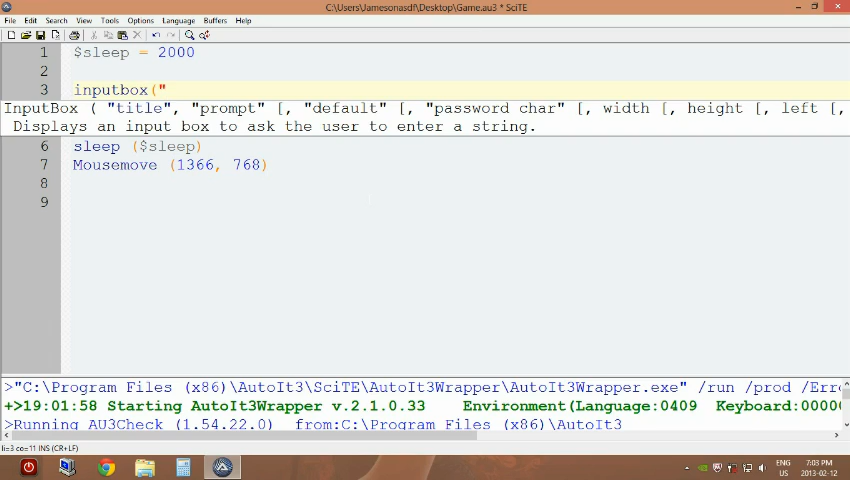 C:\Users\Jamesonasdf\Desktop\Game.au3 * SciTE
File Edit Search View Tools Options Language Buffers Help
1 $sleep = 2000
2
3 inputbox("
InputBox ( "title", "prompt" [, "default" [, "password char" [, width [, height [, left [,
Displays an input box to ask the user to enter a string.
6 sleep ($sleep)
7 Mousemove (1366, 768)
8
9
>"C:\Program Files (x86)\AutoIt3\SciTE\AutoIt3Wrapper\AutoIt3Wrapper.exe" /run /prod /Erro
+>19:01:58 Starting AutoIt3Wrapper v.2.1.0.33 Environment(Language:0409 Keyboard:00000
>Running AU3Check (1.54.22.0) from:C:\Program Files (x86)\AutoIt3
li=3 co=11 INS (CR+LF)
ENG 7:03 PM
US 2013-02-12